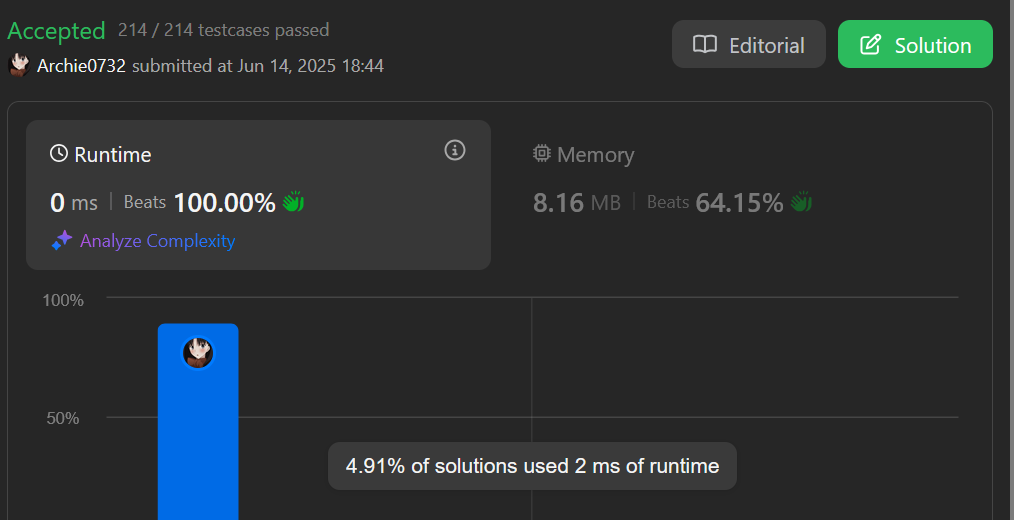 Accepted 214 / 214 testcases passed
Editorial
Solution
Archie0732 submitted at Jun 14, 2025 18:44
Runtime
0 ms | Beats 100.00%
Analyze Complexity
Memory
8.16 MB | Beats 64.15%
100%
50%
4.91% of solutions used 2 ms of runtime